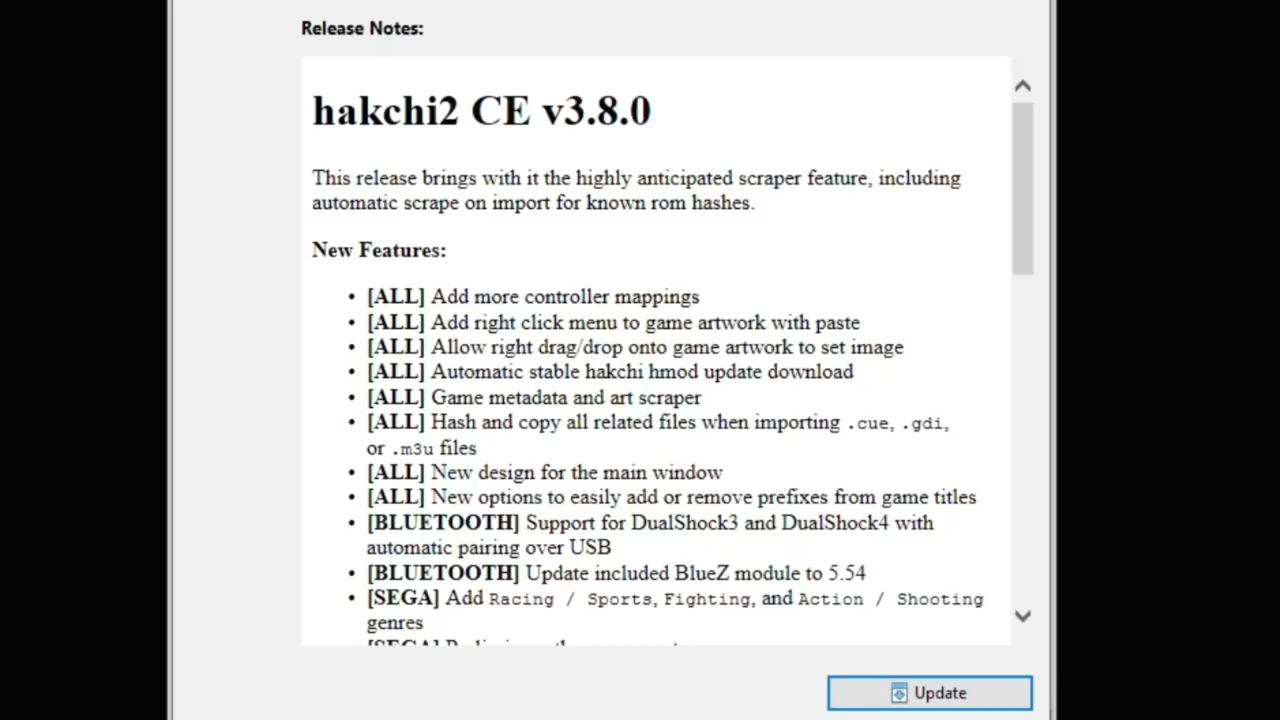 Release Notes:
hakchi2 CE v3.8.0
This release brings with it the highly anticipated scraper feature, including
automatic scrape on import for known rom hashes.
New Features:
• [ALL] Add more controller mappings
• [ALL] Add right click menu to game artwork with paste
• [ALL] Allow right drag/drop onto game artwork to set image
• [ALL] Automatic stable hakchi hmod update download
• [ALL] Game metadata and art scraper
• [ALL] Hash and copy all related files when importing .cue, .gdi,
or .m3u files
• [ALL] New design for the main window
• [ALL] New options to easily add or remove prefixes from game titles
• [BLUETOOTH] Support for DualShock3 and DualShock4 with
automatic pairing over USB
• [BLUETOOTH] Update included BlueZ module to 5.54
• [SEGA] Add Racing / Sports, Fighting, and Action / Shooting
genres
[SEGA]
Update